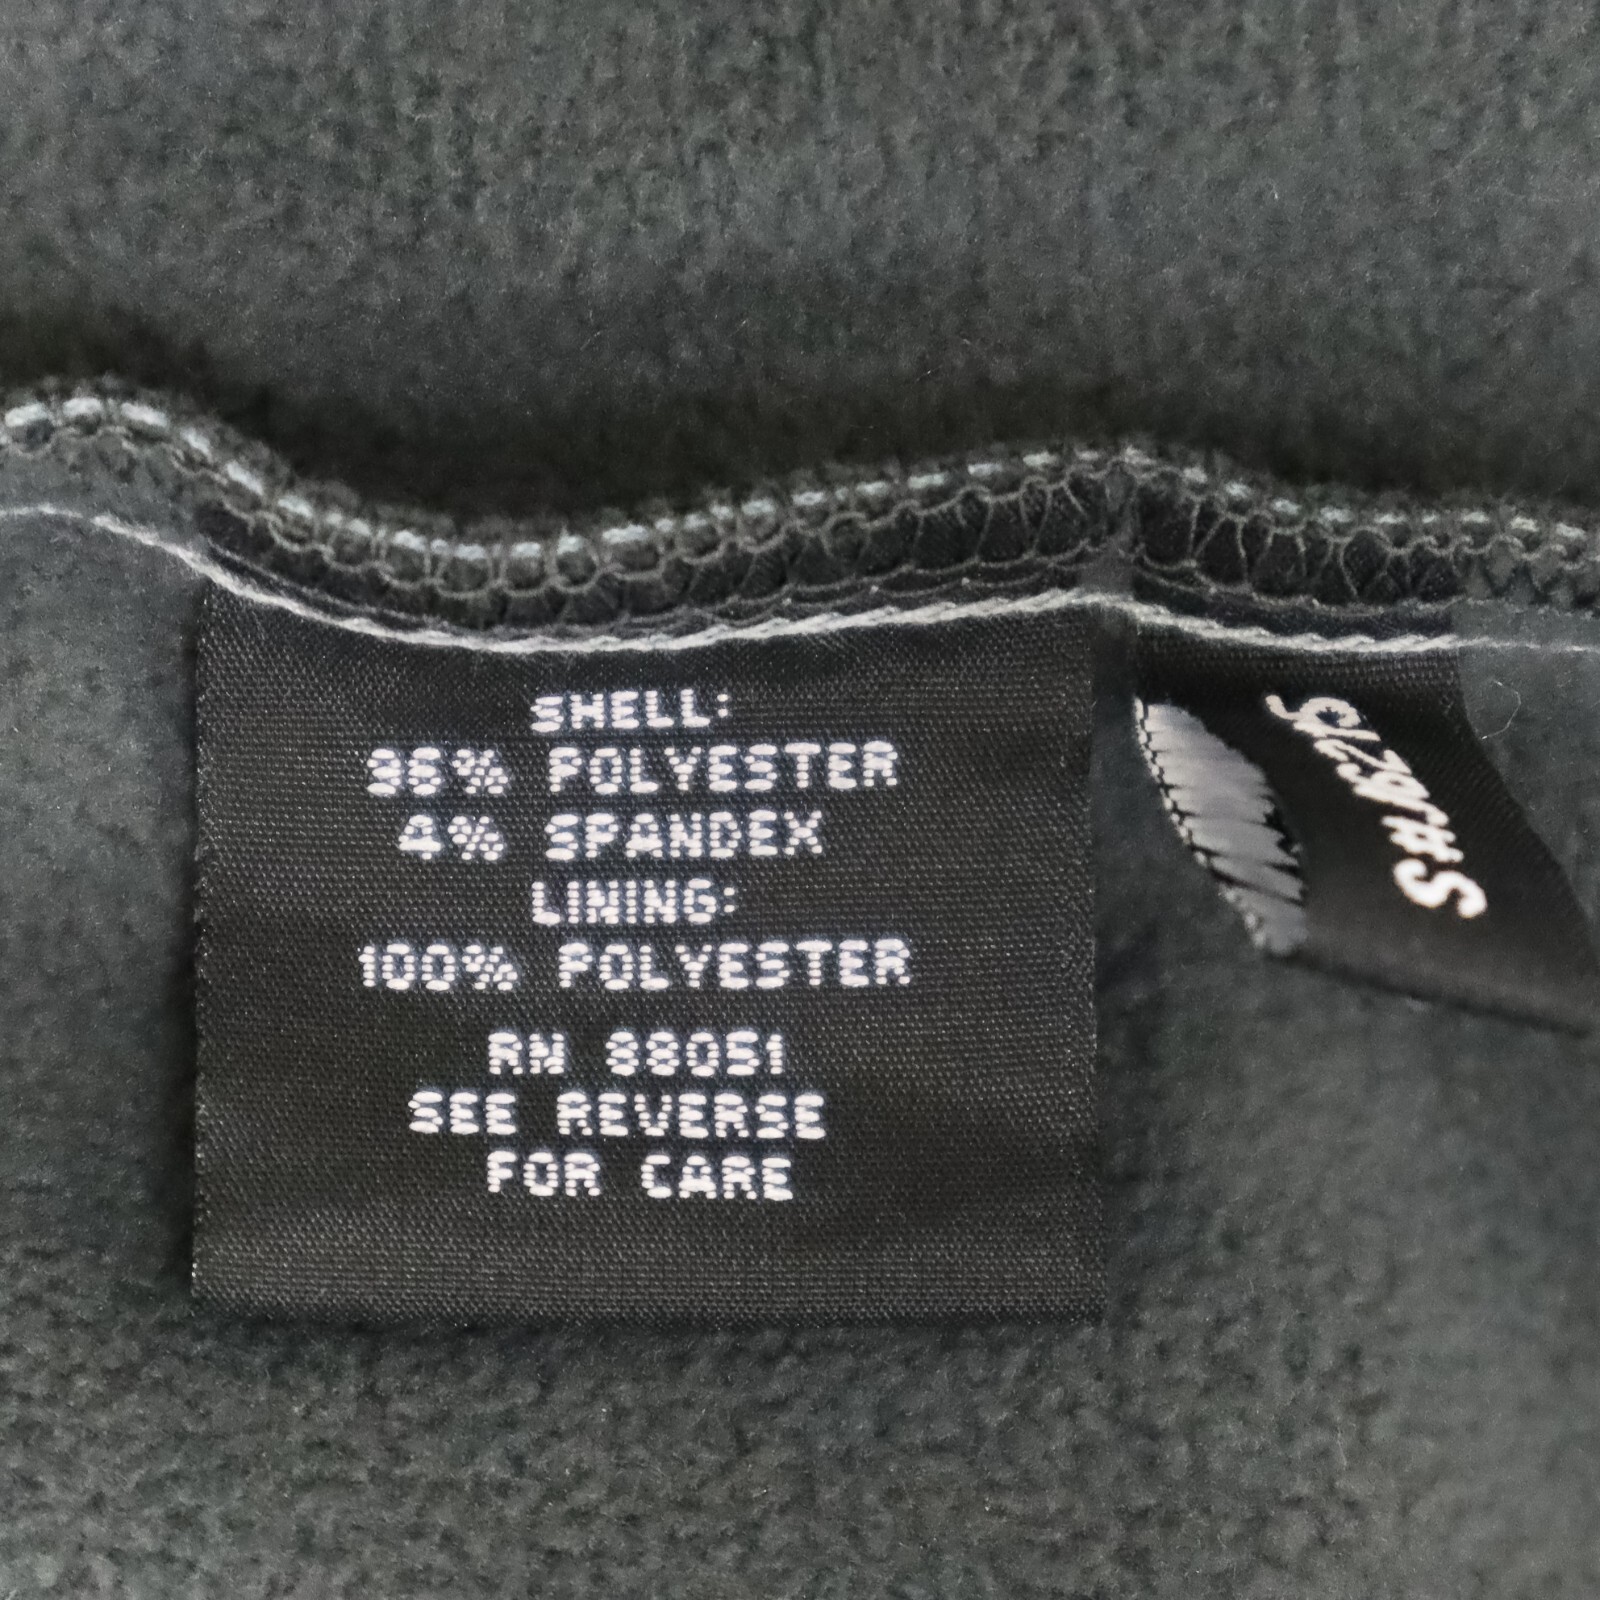 SHELL:
96% POLYESTER
4% SPANDEX
LINING:
100% POLYESTER
RN 88051
SEE REVERSE
FOR CARE